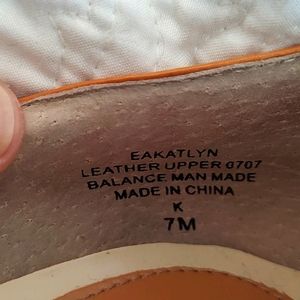 EAKATLYN
LEATHER UPPER 0707
BALANCE MAN MADE
MADE IN CHINA
K
7M